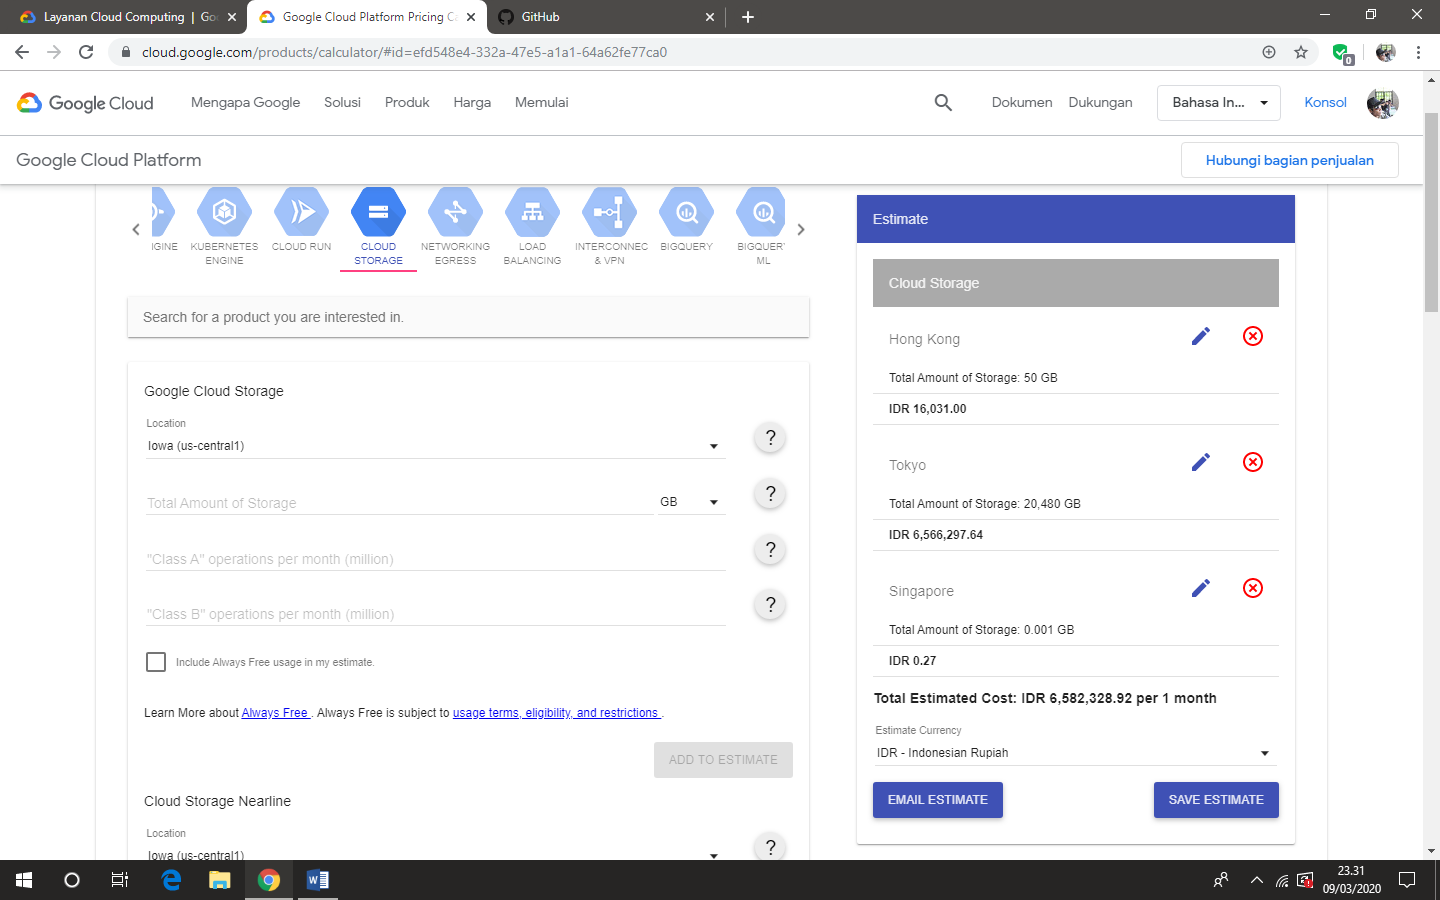 Layanan Cloud Computing | Go
Google Cloud Platform Pricing Ca
GitHub
cloud.google.com/products/calculator/#id=efd548e4-332a-47e5-a1a1-64a62fe77ca0
0
Google Cloud
Mengapa Google
Solusi
Produk
Harga
Memulai
Dokumen
Dukungan
Bahasa In...
Konsol
Google Cloud Platform
Hubungi bagian penjualan
IGINE
KUBERNETES
ENGINE
CLOUD RUN
CLOUD
STORAGE
NETWORKING
EGRESS
LOAD
BALANCING
INTERCONNEC
& VPN
BIGQUERY
BIGQUER
ML
Search for a product you are interested in.
Google Cloud Storage
Location
Iowa (us-central1)
?
Total Amount of Storage
GB
?
"Class A" operations per month (million)
?
"Class B" operations per month (million)
?
Include Always Free usage in my estimate.
Learn More about Always Free . Always Free is subject to usage terms, eligibility, and restrictions .
ADD TO ESTIMATE
Cloud Storage Nearline
Location
Iowa (us-central1)
?
Estimate
Cloud Storage
Hong Kong
Total Amount of Storage: 50 GB
IDR 16,031.00
Tokyo
Total Amount of Storage: 20,480 GB
IDR 6,566,297.64
Singapore
Total Amount of Storage: 0.001 GB
IDR 0.27
Total Estimated Cost: IDR 6,582,328.92 per 1 month
Estimate Currency
IDR - Indonesian Rupiah
EMAIL ESTIMATE
SAVE ESTIMATE
23.31
09/03/2020